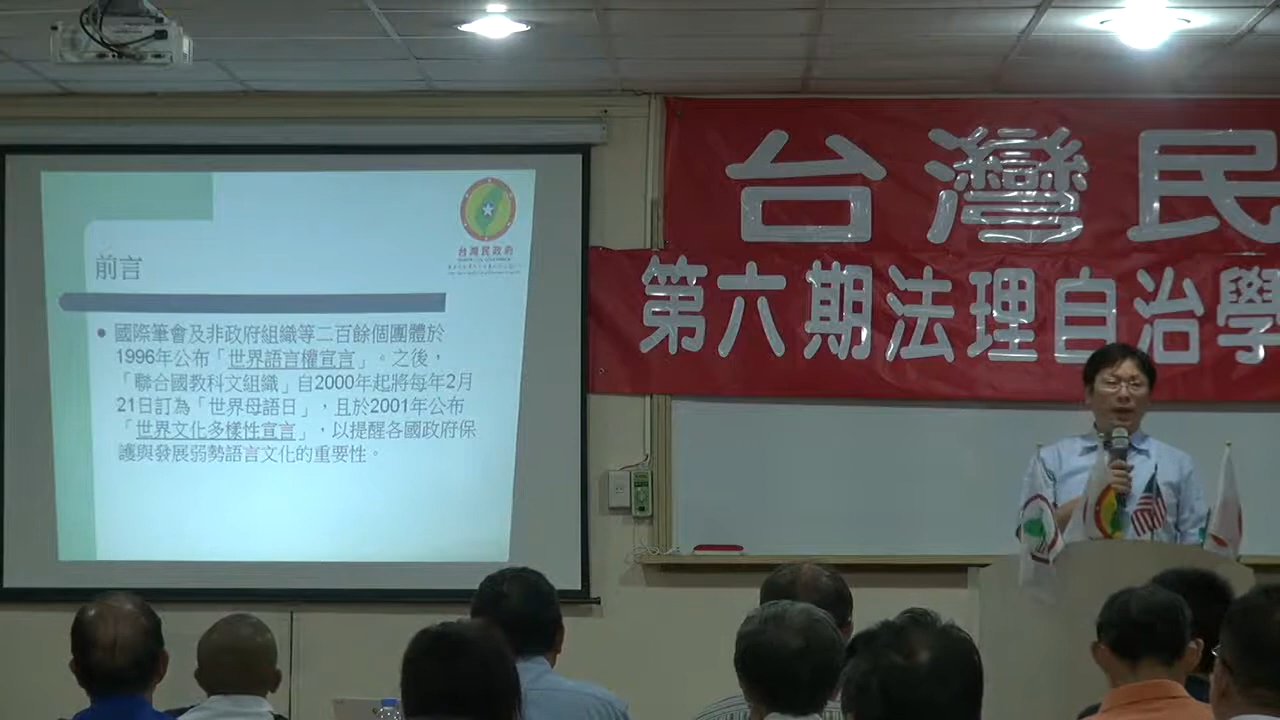 台灣民政府
前言
國際筆會及非政府組織等二百餘個團體於
1996年公布「世界語言權宣言」。之後，
「聯合國教科文組織」自2000年起將每年2月
21日訂為「世界母語日」，且於2001年公布
「世界文化多樣性宣言」，以提醒各國政府保
護與發展弱勢語言文化的重要性。
台灣民
第六期法理自治學